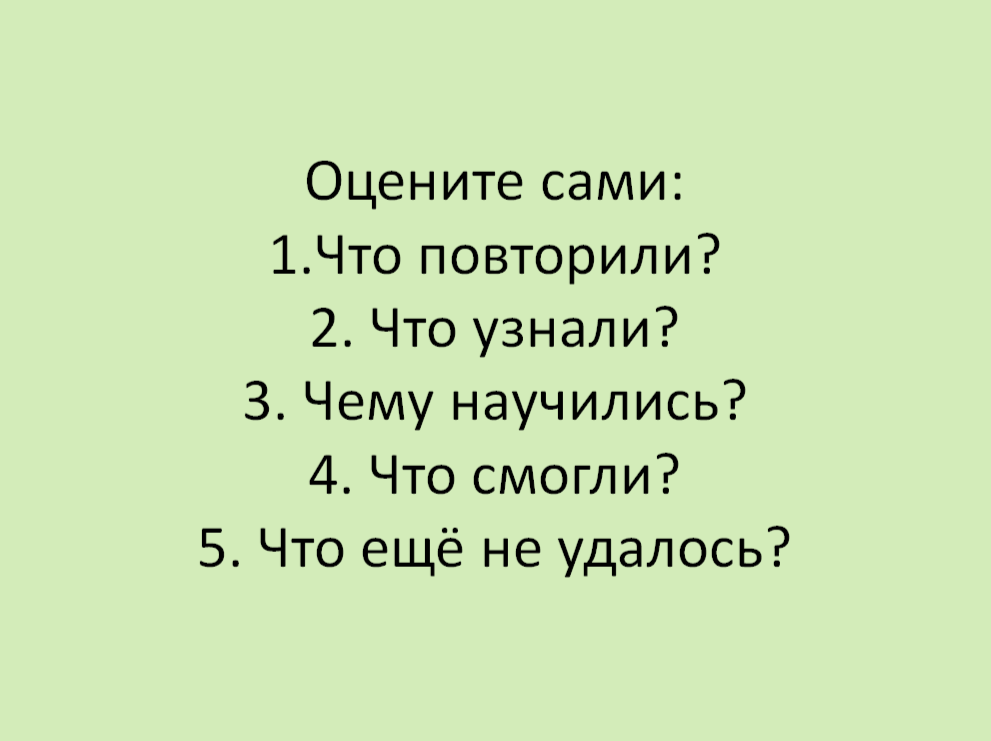 Оцените сами:
1.Что повторили?
2. Что узнали?
3. Чему научились?
4. Что смогли?
5. Что ещё не удалось?